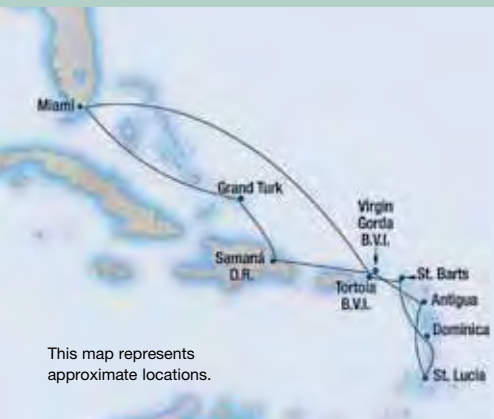 Miami
Grand Turk
Virgin
Gorda
B.V.I.
Samaná
D.R.
Tortola
B.V.I.
St. Barts
Antigua
Dominica
St. Lucia
This map represents
approximate locations.